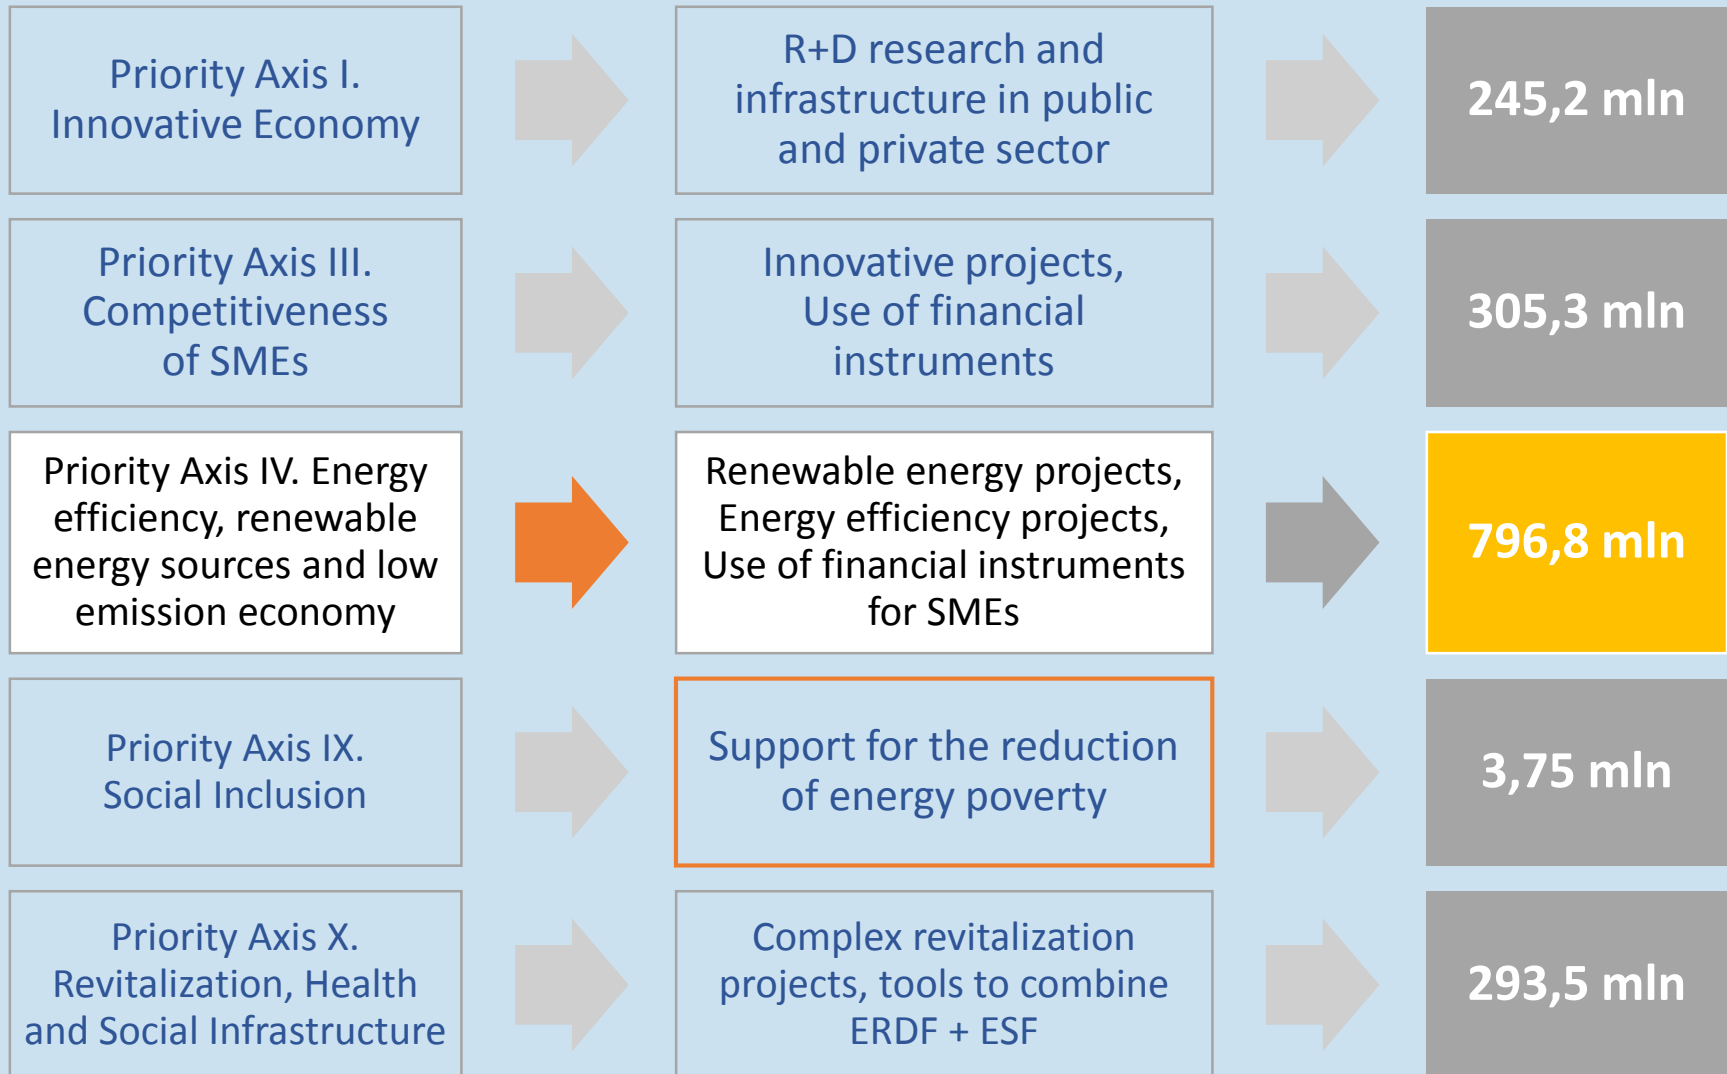 Priority Axis I.
Innovative Economy
R+D research and
infrastructure in public
and private sector
245,2 mln
Priority Axis III.
Competitiveness
of SMEs
Innovative projects,
Use of financial
instruments
305,3 mln
Priority Axis IV. Energy
efficiency, renewable
energy sources and low
emission economy
Renewable energy projects,
Energy efficiency projects,
Use of financial instruments
for SMEs
796,8 mln
Priority Axis IX.
Social Inclusion
Support for the reduction
of energy poverty
3,75 mln
Priority Axis X.
Revitalization, Health
and Social Infrastructure
Complex revitalization
projects, tools to combine
ERDF + ESF
293,5 mln